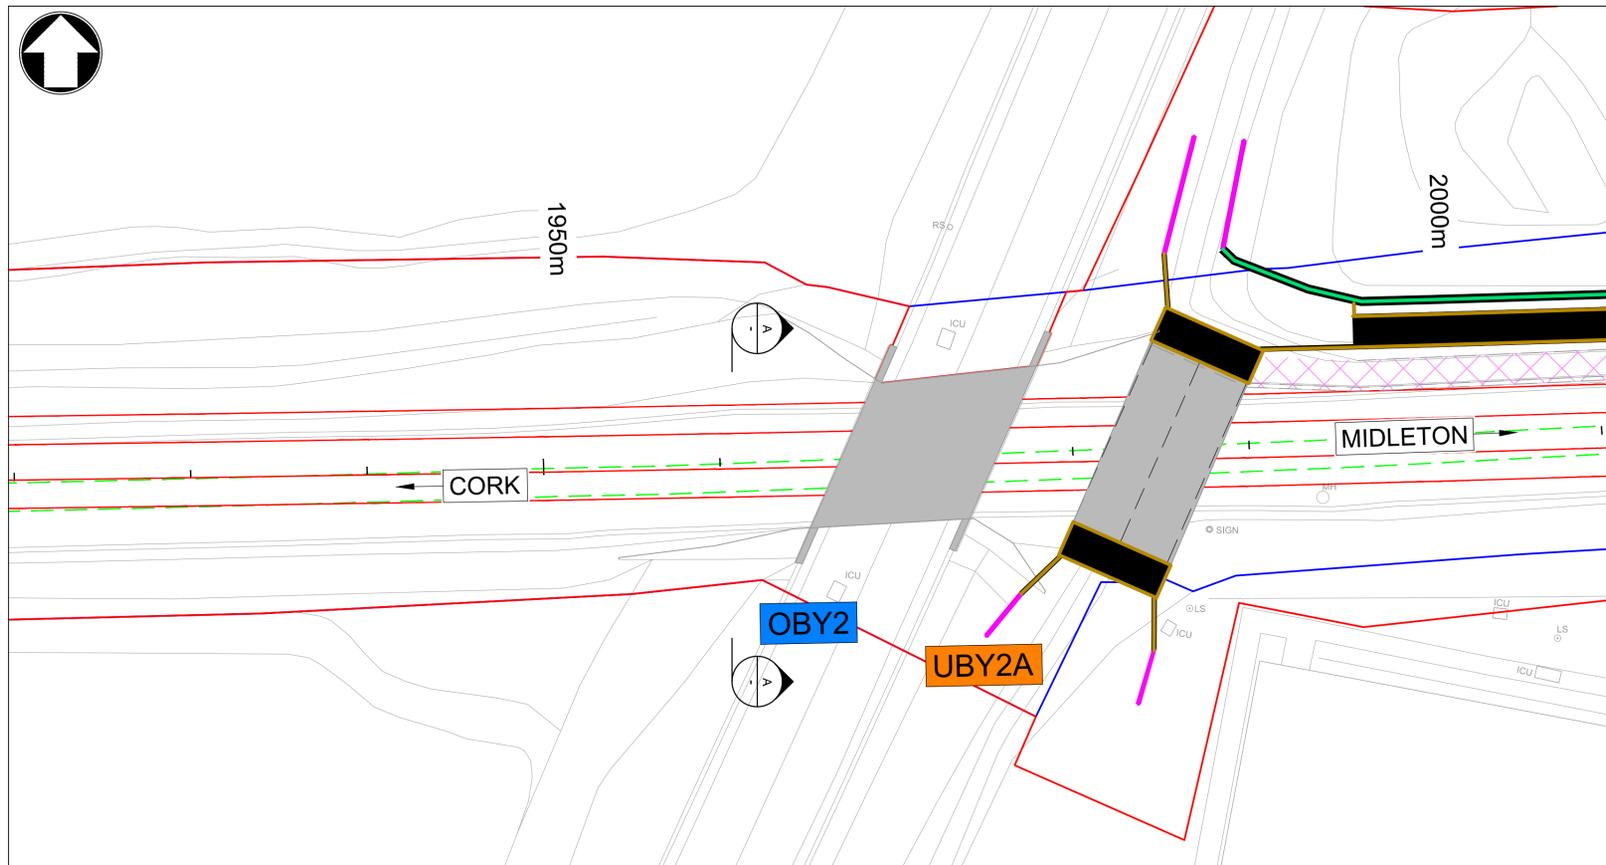 2000m
1950m
RS
ICU
A
-
MIDLETON
CORK
MH
SIGN
ICU
OBY2
LS
ICU
ICU
LS
UBY2A
ICU
A
-